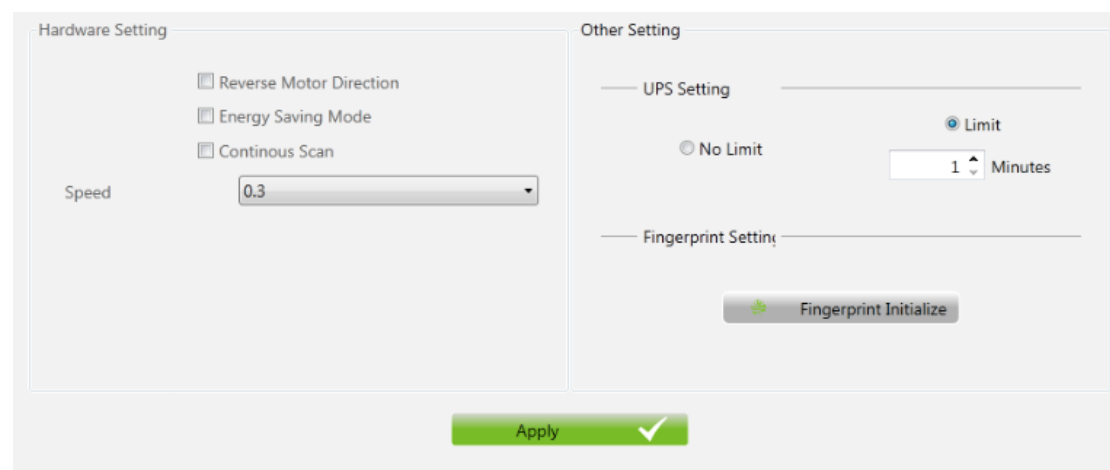 Hardware Setting
Reverse Motor Direction
Energy Saving Mode
Continous Scan
Speed
0.3
Other Setting
UPS Setting
No Limit
Limit
1 Minutes
Fingerprint Setting
Fingerprint Initialize
Apply